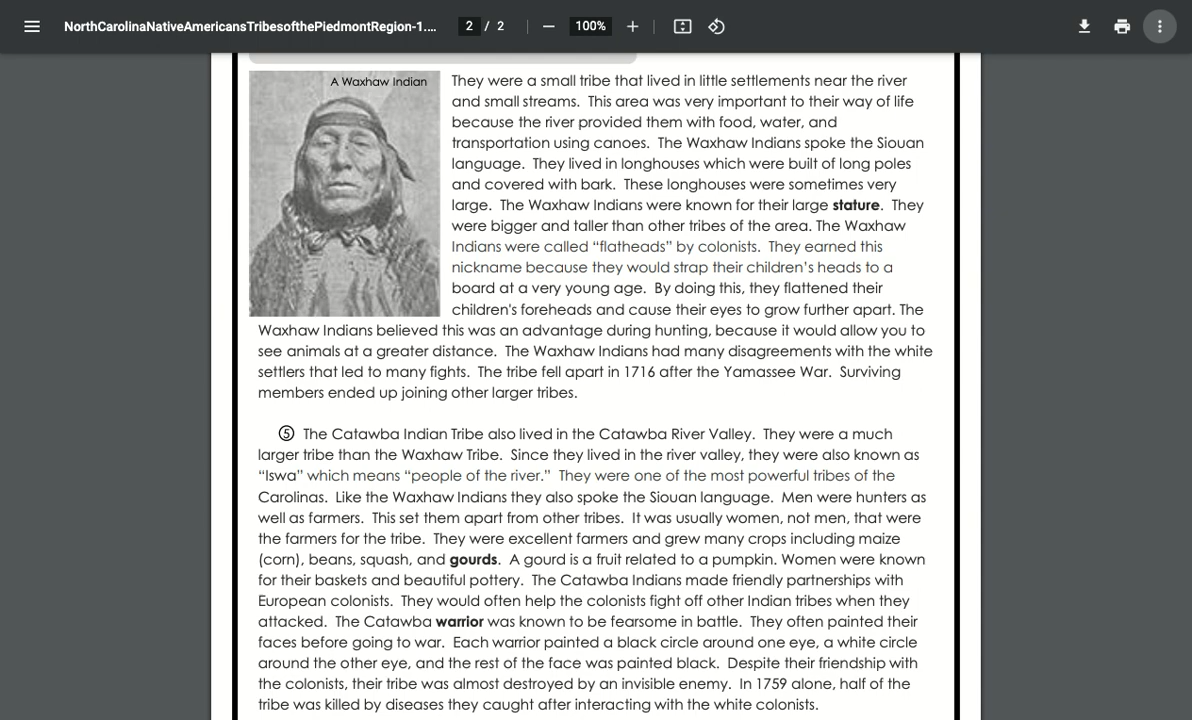 NorthCarolinaNativeAmericansTribesofthePiedmontRegion-1.... 2 / 2 100%
A Waxhaw Indian
They were a small tribe that lived in little settlements near the river
and small streams. This area was very important to their way of life
because the river provided them with food, water, and
transportation using canoes. The Waxhaw Indians spoke the Siouan
language. They lived in longhouses which were built of long poles
and covered with bark. These longhouses were sometimes very
large. The Waxhaw Indians were known for their large stature. They
were bigger and taller than other tribes of the area. The Waxhaw
Indians were called “flatheads” by colonists. They earned this
nickname because they would strap their children’s heads to a
board at a very young age. By doing this, they flattened their
children's foreheads and cause their eyes to grow further apart. The
Waxhaw Indians believed this was an advantage during hunting, because it would allow you to
see animals at a greater distance. The Waxhaw Indians had many disagreements with the white
settlers that led to many fights. The tribe fell apart in 1716 after the Yamassee War. Surviving
members ended up joining other larger tribes.
⑤ The Catawba Indian Tribe also lived in the Catawba River Valley. They were a much
larger tribe than the Waxhaw Tribe. Since they lived in the river valley, they were also known as
“Iswa” which means “people of the river.” They were one of the most powerful tribes of the
Carolinas. Like the Waxhaw Indians they also spoke the Siouan language. Men were hunters as
well as farmers. This set them apart from other tribes. It was usually women, not men, that were
the farmers for the tribe. They were excellent farmers and grew many crops including maize
(corn), beans, squash, and gourds. A gourd is a fruit related to a pumpkin. Women were known
for their baskets and beautiful pottery. The Catawba Indians made friendly partnerships with
European colonists. They would often help the colonists fight off other Indian tribes when they
attacked. The Catawba warrior was known to be fearsome in battle. They often painted their
faces before going to war. Each warrior painted a black circle around one eye, a white circle
around the other eye, and the rest of the face was painted black. Despite their friendship with
the colonists, their tribe was almost destroyed by an invisible enemy. In 1759 alone, half of the
tribe was killed by diseases they caught after interacting with the white colonists.